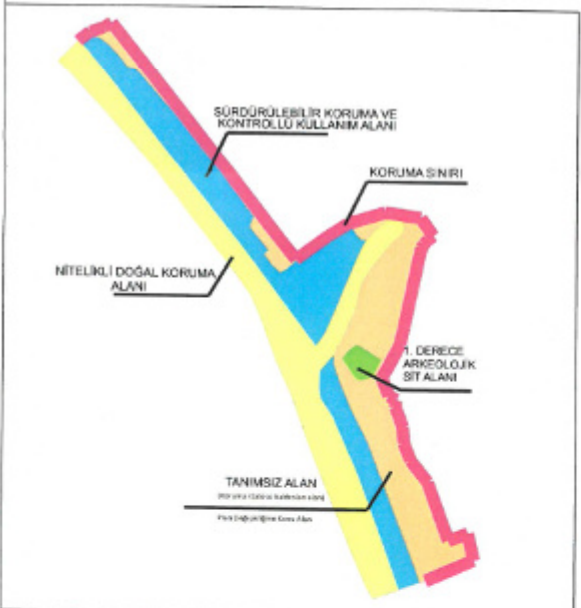 SÜRDÜRÜLEBİLİR KORUMA VE
KONTROLLÜ KULLANIM ALANI
KORUMA SINIRI
NİTELİKLİ DOĞAL KORUMA
ALANI
1. DERECE
ARKEOLOJİK
SİT ALANI
TANIMSIZ ALAN